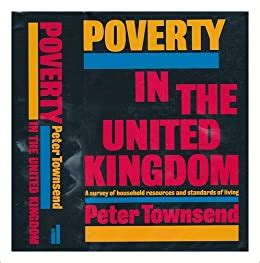 POVERTY
IN THE UNITED KINGDOM
Peter Townsend
POVERTY
IN
THE
UNITED
KINGDOM
A survey of household resources and standards of living
Peter Townsend